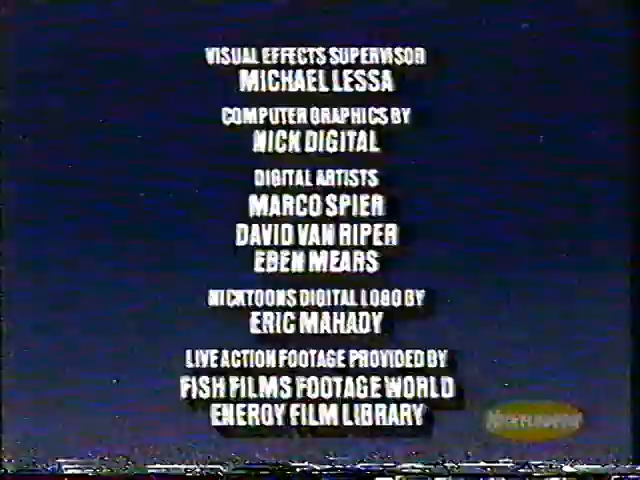 VISUAL EFFECTS SUPERVISOR
MICHAEL LESSA
COMPUTER GRAPHICS BY
NICK DIGITAL
DIGITAL ARTISTS
MARCO SPIER
DAVID VAN RIPER
EBEN MEARS
NICKTOONS DIGITAL LOGO BY
ERIC MAHADY
LIVE ACTION FOOTAGE PROVIDED BY
FISH FILMS FOOTAGE WORLD
ENERGY FILM LIBRARY
NICKELODEON